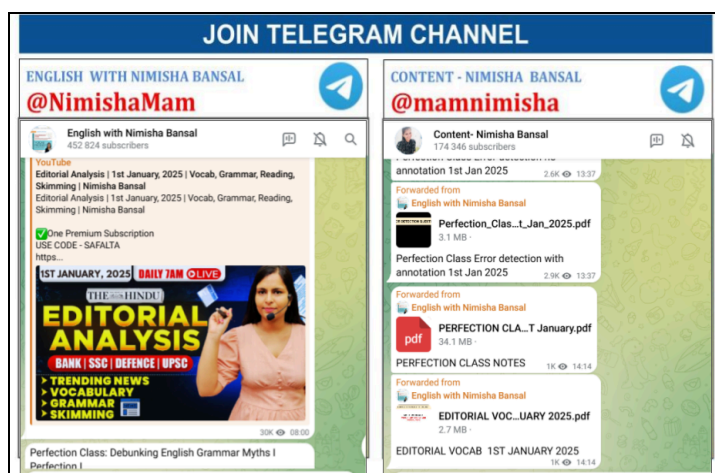 JOIN TELEGRAM CHANNEL
ENGLISH WITH NIMISHA BANSAL
@NimishaMam
English with Nimisha Bansal
452 824 subscribers
YouTube
Editorial Analysis | 1st January, 2025 | Vocab, Grammar, Reading,
Skimming | Nimisha Bansal
Editorial Analysis | 1st January, 2025 | Vocab, Grammar, Reading,
Skimming | Nimisha Bansal
✅One Premium Subscription
USE CODE - SAFALTA
https...
1ST JANUARY, 2025 DAILY 7AM LIVE
THE HINDU
EDITORIAL
ANALYSIS
BANK | SSC | DEFENCE | UPSC
> TRENDING NEWS
> VOCABULARY
> GRAMMAR
> SKIMMING
30K 08:00
Perfection Class: Debunking English Grammar Myths I
Perfection I
CONTENT - NIMISHA BANSAL
@mamnimisha
Content- Nimisha Bansal
174 346 subscribers
Perfection Class Error detection no
annotation 1st Jan 2025 2.6K 13:37
Forwarded from
English with Nimisha Bansal
Perfection_Clas...t_Jan_2025.pdf
3.1 MB ·
Perfection Class Error detection with
annotation 1st Jan 2025 2.9K 13:37
Forwarded from
English with Nimisha Bansal
pdf
PERFECTION CLA...T January.pdf
34.1 MB ·
PERFECTION CLASS NOTES 1K 14:14
Forwarded from
English with Nimisha Bansal
EDITORIAL VOC...UARY 2025.pdf
2.7 MB ·
EDITORIAL VOCAB 1ST JANUARY 2025
1K 14:14